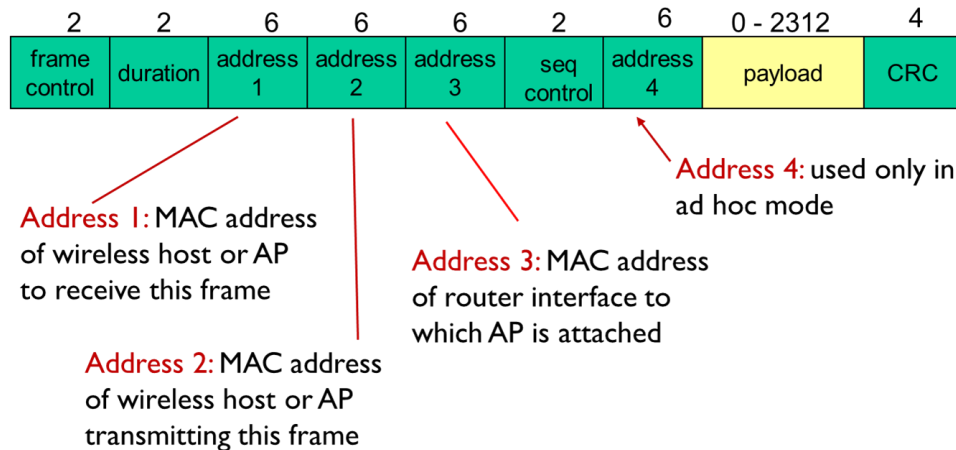 2 2 6 6 6 2 6 0 - 2312 4
frame control
duration
address 1
address 2
address 3
seq control
address 4
payload
CRC
Address 4: used only in
ad hoc mode
Address 1: MAC address
of wireless host or AP
to receive this frame
Address 3: MAC address
of router interface to
which AP is attached
Address 2: MAC address
of wireless host or AP
transmitting this frame